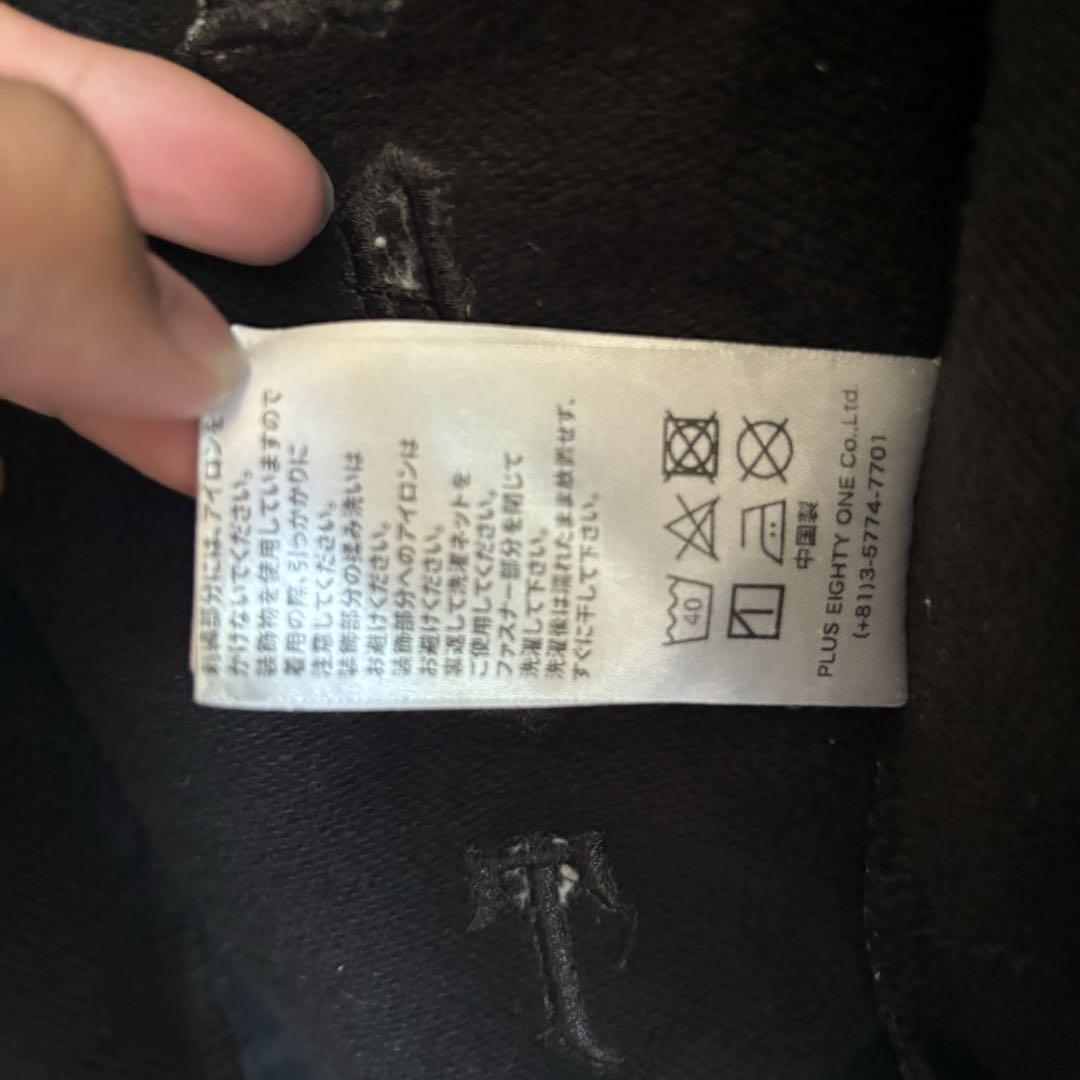 刺繍部分には、アイロンを
かけないでください。
装飾物を使用していますので
着用の際、引っかかりに
注意してください。
装飾部分の揉み洗いは
お避けください。
装飾部分へのアイロンは
お避けください。
裏返して洗濯ネットを
ご使用してください。
ファスナー部分を閉じて
洗濯して下さい。
洗濯後は濡れたまま放置せず、
すぐに干して下さい。
40
中国製
PLUS EIGHTY ONE Co.,Ltd.
(+81)3-5774-7701